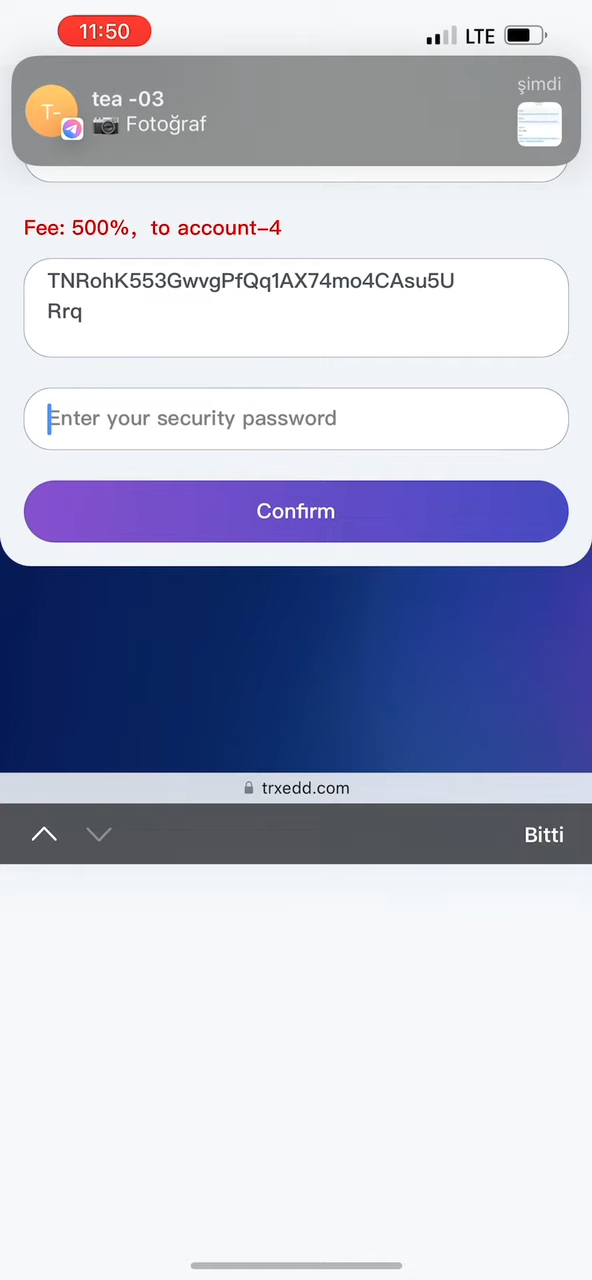 11:50
LTE
T-
tea -03
şimdi
📷 Fotoğraf
Fee: 500%，to account-4
TNRohK553GwvgPfQq1AX74mo4CAsu5U
Rrq
Enter your security password
Confirm
trxedd.com
Bitti